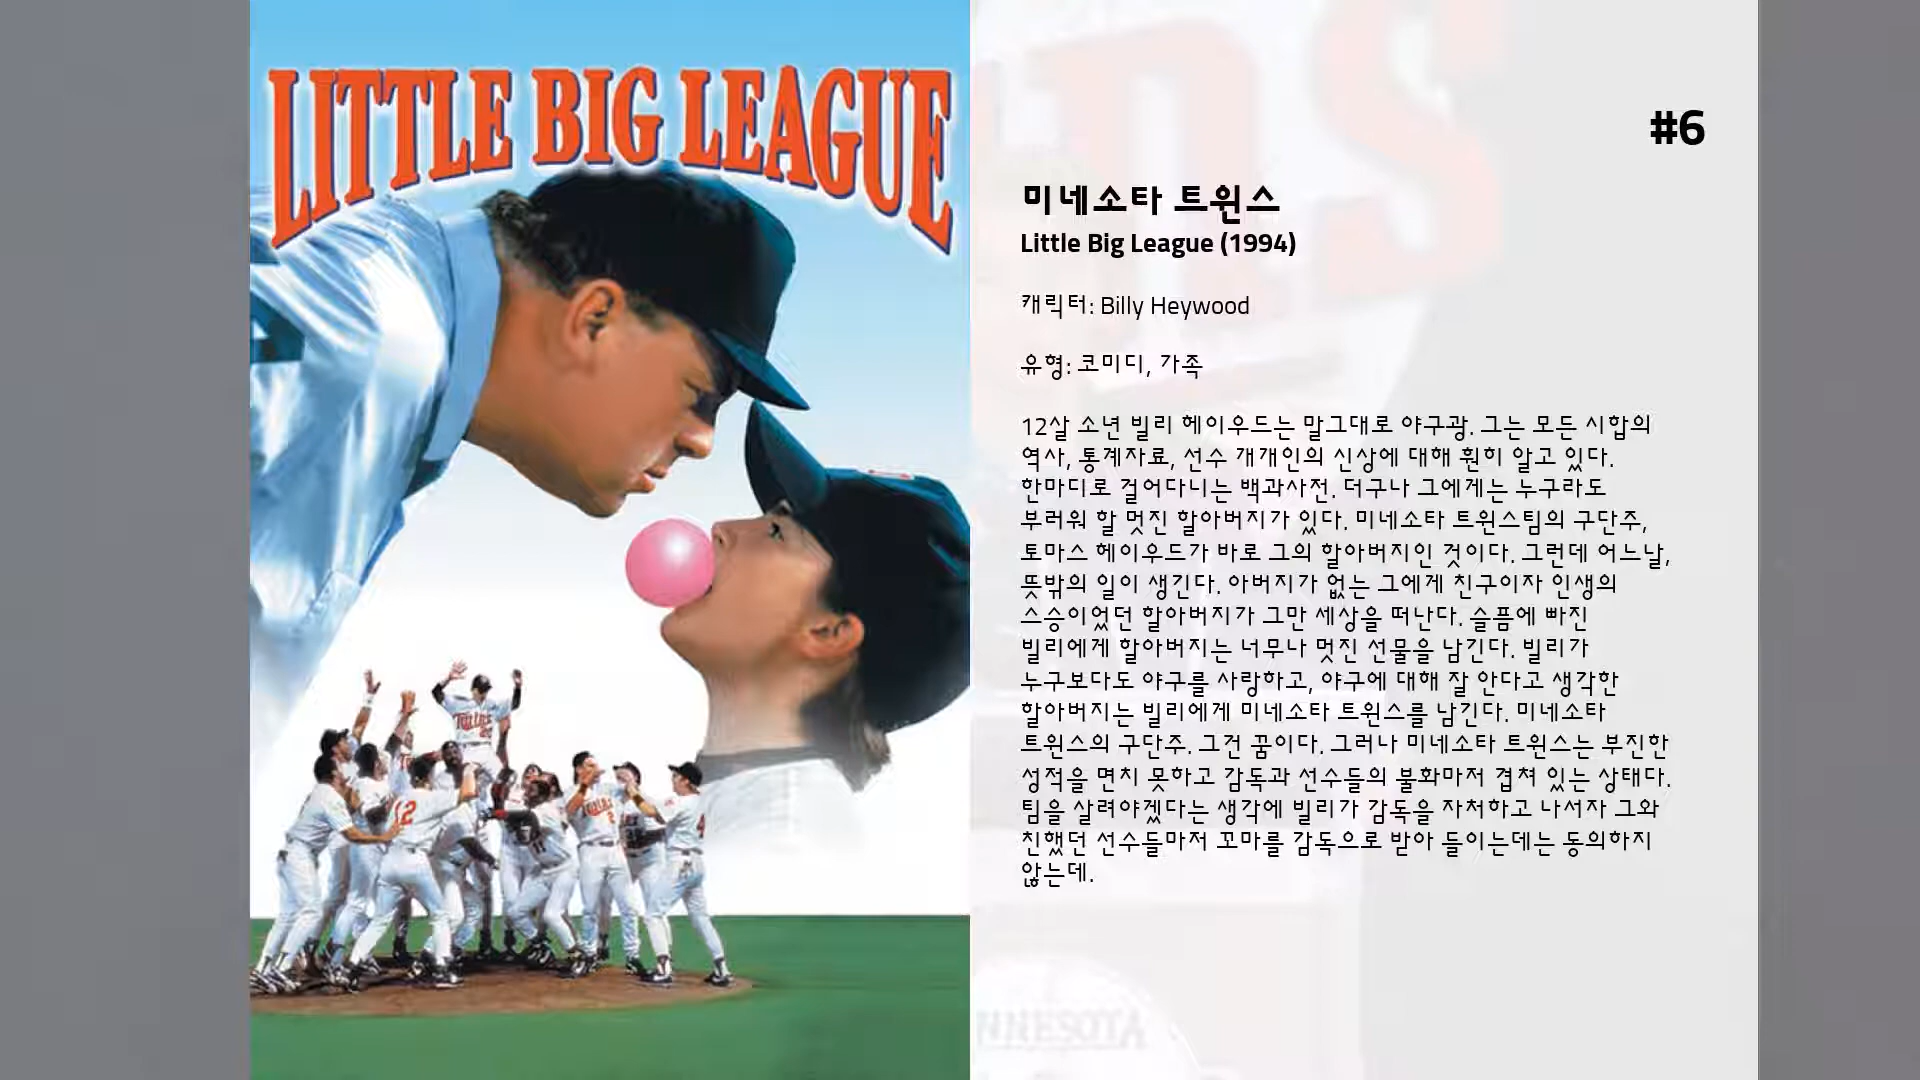 LITTLE BIG LEAGUE
#6
미네소타 트윈스
Little Big League (1994)
캐릭터: Billy Heywood
유형: 코미디, 가족
12살 소년 빌리 헤이우드는 말그대로 야구광. 그는 모든 시합의
역사, 통계자료, 선수 개개인의 신상에 대해 훤히 알고 있다.
한마디로 걸어다니는 백과사전. 더구나 그에게는 누구라도
부러워 할 멋진 할아버지가 있다. 미네소타 트윈스팀의 구단주,
토마스 헤이우드가 바로 그의 할아버지인 것이다. 그런데 어느날,
뜻밖의 일이 생긴다. 아버지가 없는 그에게 친구이자 인생의
스승이었던 할아버지가 그만 세상을 떠난다. 슬픔에 빠진
빌리에게 할아버지는 너무나 멋진 선물을 남긴다. 빌리가
누구보다도 야구를 사랑하고, 야구에 대해 잘 안다고 생각한
할아버지는 빌리에게 미네소타 트윈스를 남긴다. 미네소타
트윈스의 구단주. 그건 꿈이다. 그러나 미네소타 트윈스는 부진한
성적을 면치 못하고 감독과 선수들의 불화마저 겹쳐 있는 상태다.
팀을 살려야겠다는 생각에 빌리가 감독을 자처하고 나서자 그와
친했던 선수들마저 꼬마를 감독으로 받아 들이는데는 동의하지
않는데.
Twins
12
Twins
2
4
NNESOTA